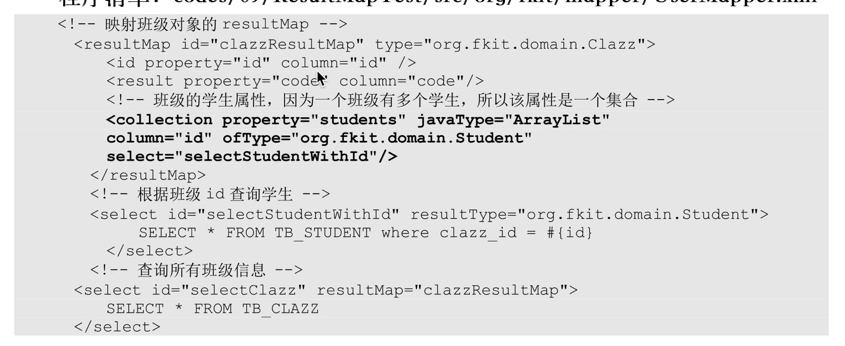 程序清单：codes/09/ResultMapTest/src/org/fkit/mapper/UserMapper.xml
<!-- 映射班级对象的 resultMap -->
<resultMap id="clazzResultMap" type="org.fkit.domain.Clazz">
<id property="id" column="id" />
<result property="code" column="code"/>
<!-- 班级的学生属性，因为一个班级有多个学生，所以该属性是一个集合 -->
<collection property="students" javaType="ArrayList"
column="id" ofType="org.fkit.domain.Student"
select="selectStudentWithId"/>
</resultMap>
<!-- 根据班级 id 查询学生 -->
<select id="selectStudentWithId" resultType="org.fkit.domain.Student">
SELECT * FROM TB_STUDENT where clazz_id = #{id}
</select>
<!-- 查询所有班级信息 -->
<select id="selectClazz" resultMap="clazzResultMap">
SELECT * FROM TB_CLAZZ
</select>